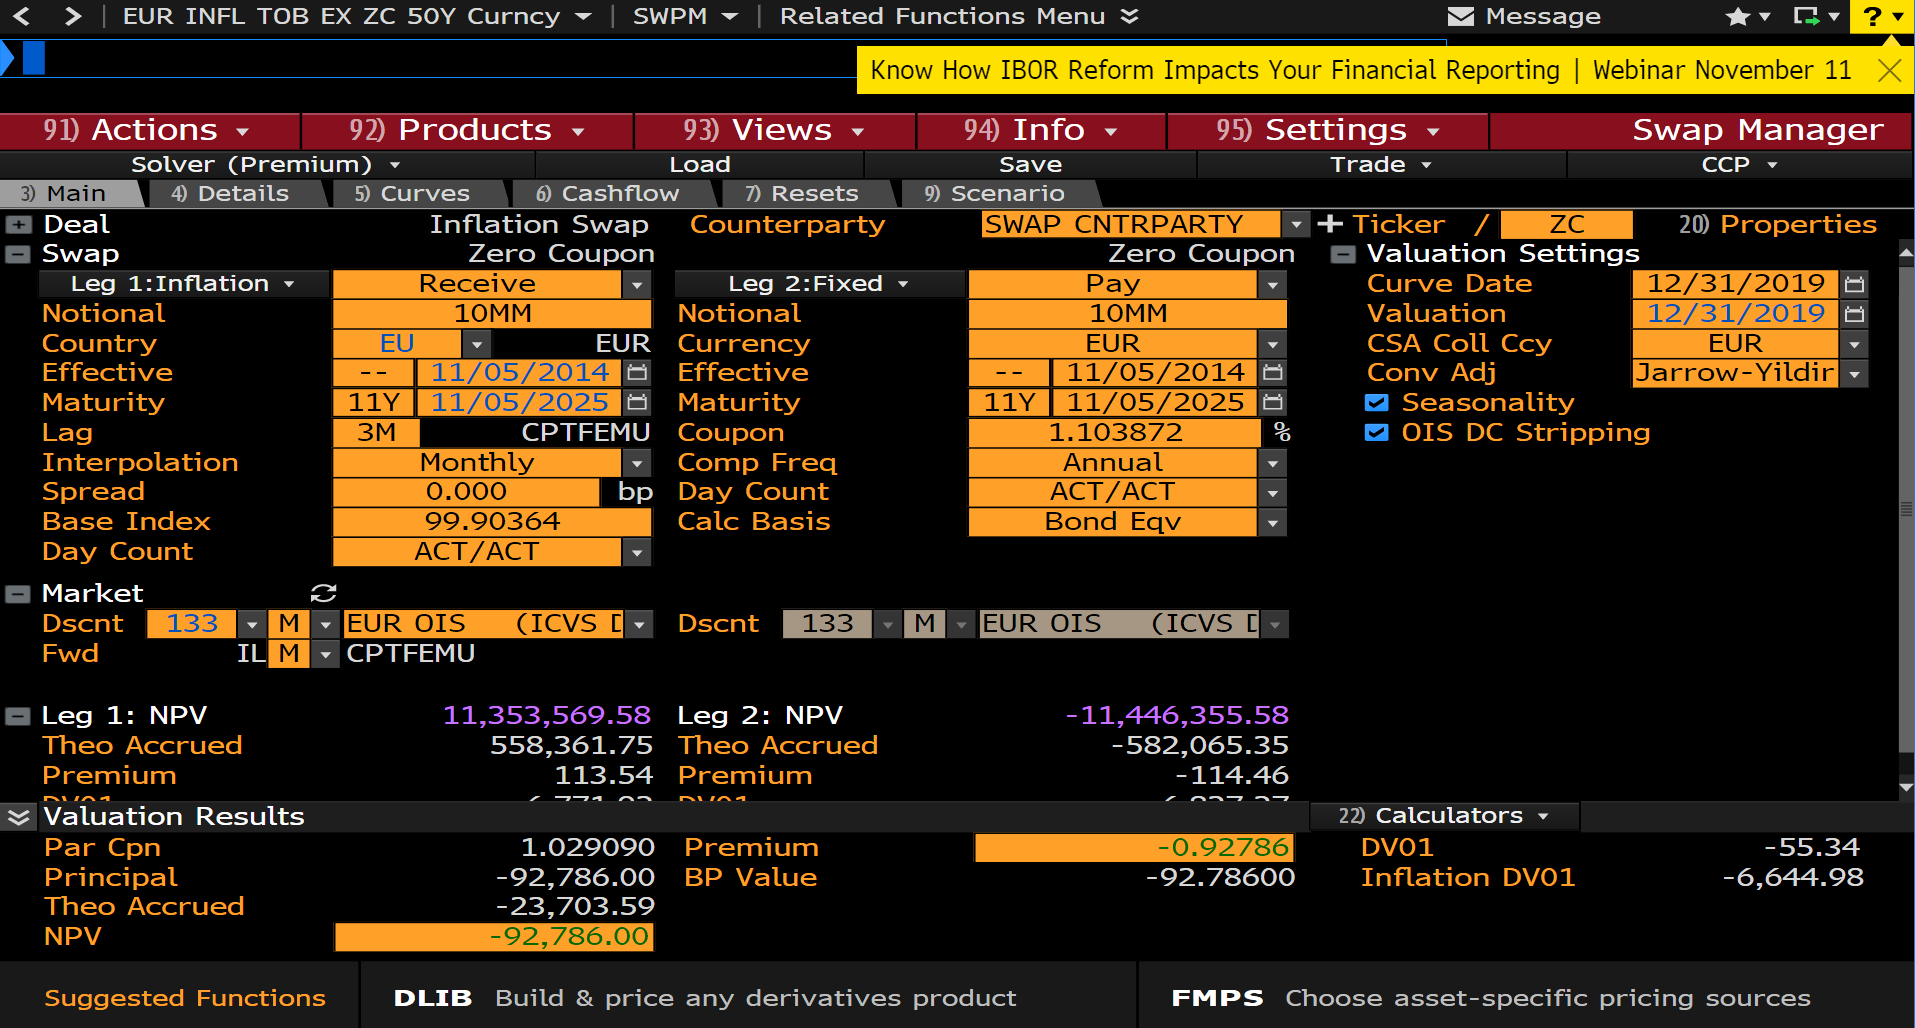 EUR INFL TOB EX ZC 50Y Curncy SWPM Related Functions Menu Message ?
Know How IBOR Reform Impacts Your Financial Reporting | Webinar November 11
91) Actions 92) Products 93) Views 94) Info 95) Settings Swap Manager
Solver (Premium) Load Save Trade CCP
3) Main 4) Details 5) Curves 6) Cashflow 7) Resets 9) Scenario
Deal Inflation Swap Counterparty SWAP CNTRPARTY Ticker / ZC 20) Properties
Swap Zero Coupon Zero Coupon Valuation Settings
Leg 1:Inflation Receive Leg 2:Fixed Pay Curve Date 12/31/2019
Notional 10MM Notional 10MM Valuation 12/31/2019
Country EU EUR Currency EUR CSA Coll Ccy EUR
Effective -- 11/05/2014 Effective -- 11/05/2014 Conv Adj Jarrow-Yildir
Maturity 11Y 11/05/2025 Maturity 11Y 11/05/2025 Seasonality
Lag 3M CPTFEMU Coupon 1.103872 % OIS DC Stripping
Interpolation Monthly Comp Freq Annual
Spread 0.000 bp Day Count ACT/ACT
Base Index 99.90364 Calc Basis Bond Eqv
Day Count ACT/ACT
Market
Dscnt 133 M EUR OIS (ICVS D Dscnt 133 M EUR OIS (ICVS D
Fwd IL M CPTFEMU
Leg 1: NPV 11,353,569.58 Leg 2: NPV -11,446,355.58
Theo Accrued 558,361.75 Theo Accrued -582,065.35
Premium 113.54 Premium -114.46
Valuation Results 22) Calculators
Par Cpn 1.029090 Premium -0.92786 DV01 -55.34
Principal -92,786.00 BP Value -92.78600 Inflation DV01 -6,644.98
Theo Accrued -23,703.59
NPV -92,786.00
Suggested Functions DLIB Build & price any derivatives product FMPS Choose asset-specific pricing sources